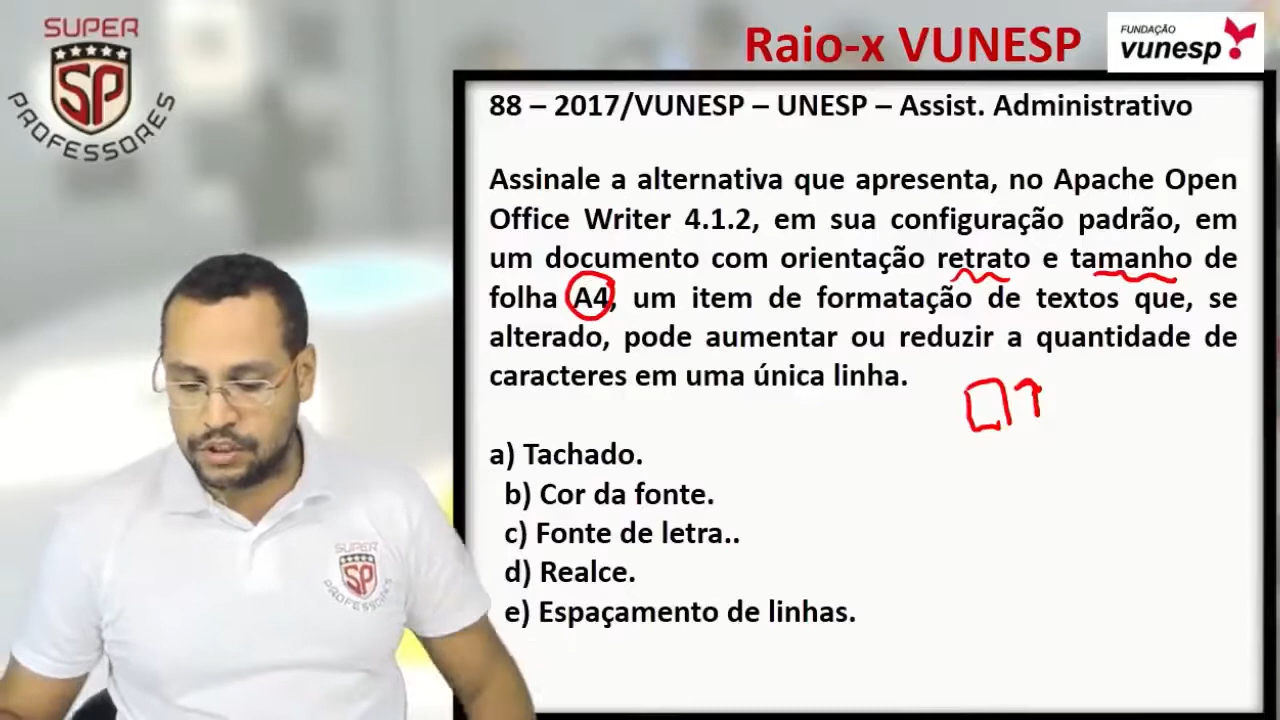 SUPER
SP
PROFESSORES
Raio-x VUNESP
FUNDAÇÃO
vunesp
88 – 2017/VUNESP – UNESP – Assist. Administrativo
Assinale a alternativa que apresenta, no Apache Open
Office Writer 4.1.2, em sua configuração padrão, em
um documento com orientação retrato e tamanho de
folha A4, um item de formatação de textos que, se
alterado, pode aumentar ou reduzir a quantidade de
caracteres em uma única linha.
a) Tachado.
b) Cor da fonte.
c) Fonte de letra..
d) Realce.
e) Espaçamento de linhas.
SUPER
SP
PROFESSORES